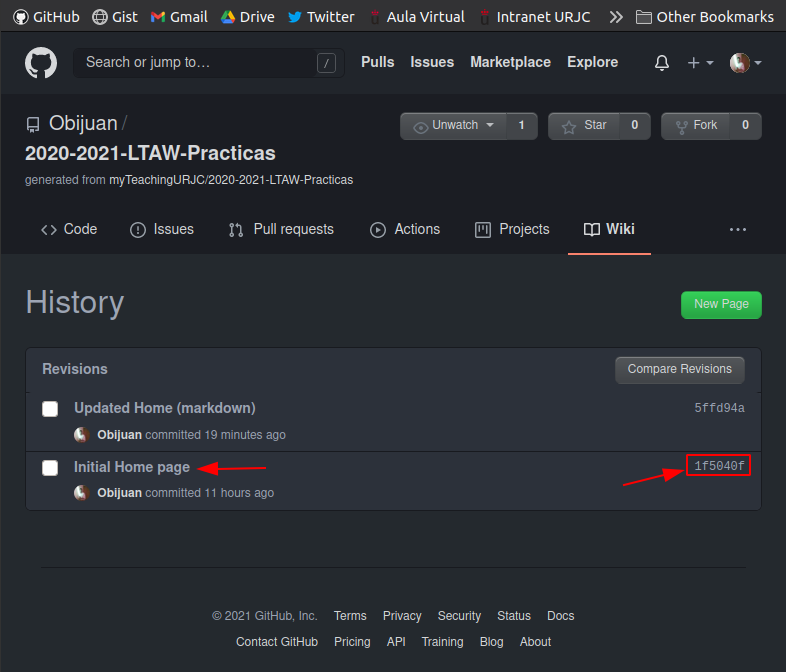 GitHub Gist Gmail Drive Twitter Aula Virtual Intranet URJC Other Bookmarks
Search or jump to… / Pulls Issues Marketplace Explore
Obijuan / Unwatch 1 Star 0 Fork 0
2020-2021-LTAW-Practicas
generated from myTeachingURJC/2020-2021-LTAW-Practicas
Code Issues Pull requests Actions Projects Wiki ...
History New Page
Revisions Compare Revisions
Updated Home (markdown) 5ffd94a
Obijuan committed 19 minutes ago
Initial Home page 1f5040f
Obijuan committed 11 hours ago
© 2021 GitHub, Inc. Terms Privacy Security Status Docs
Contact GitHub Pricing API Training Blog About